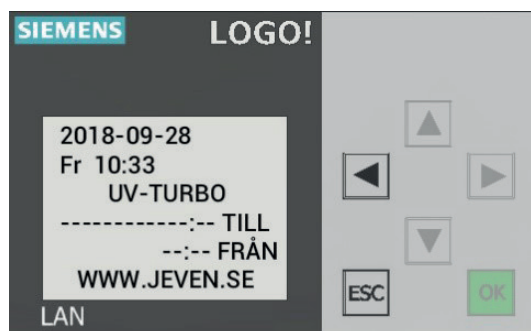 SIEMENS LOGO!
2018-09-28
Fr 10:33
UV-TURBO
------------:-- TILL
--:-- FRÅN
WWW.JEVEN.SE
ESC OK
LAN